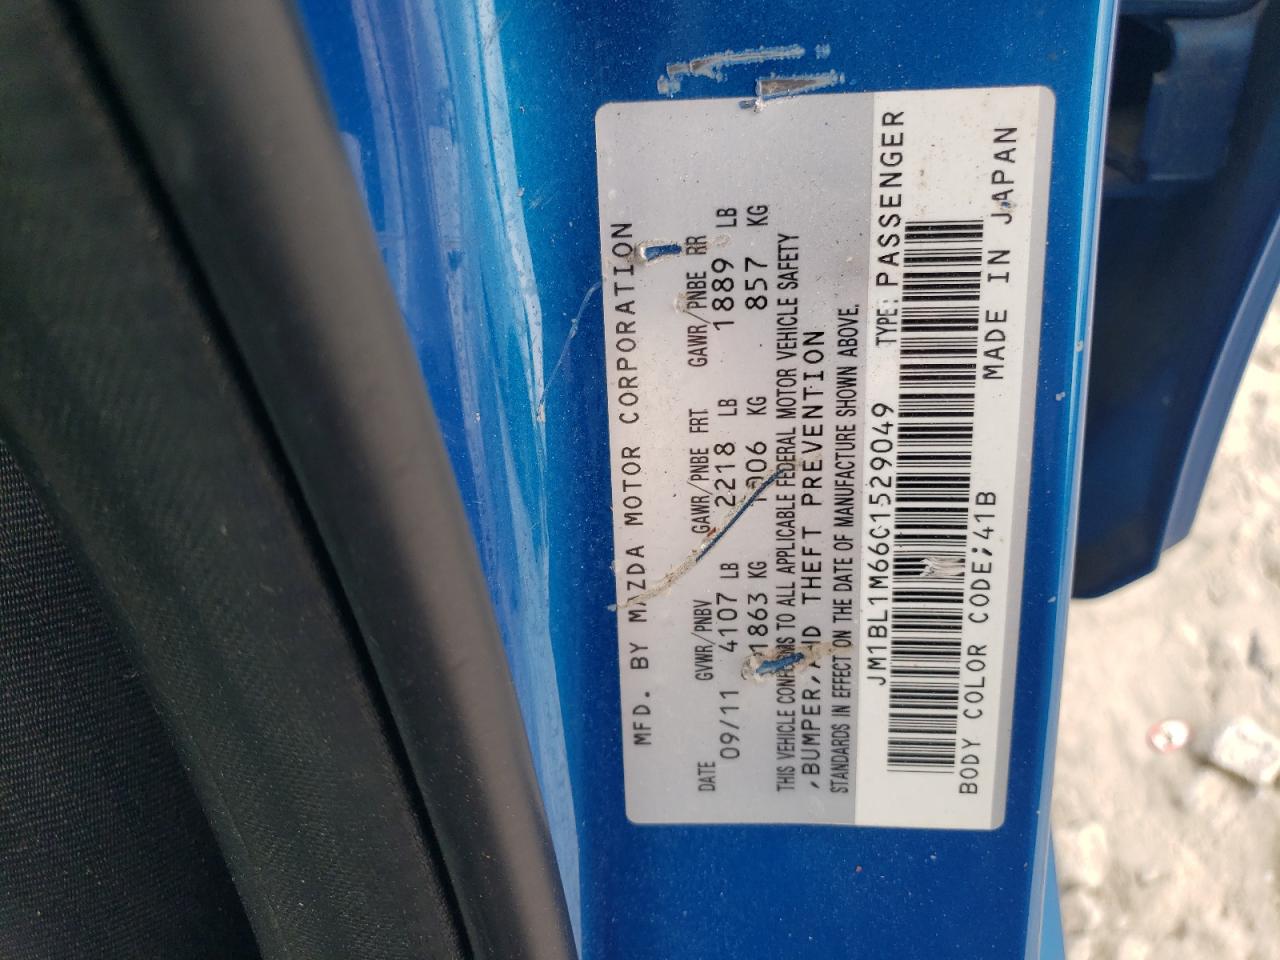 MFD. BY MAZDA MOTOR CORPORATION
DATE GVWR/PNBV GAWR/PNBE FRT GAWR/PNBE RR
09/11 4107 LB 2218 LB 1889 LB
1863 KG 1006 KG 857 KG
THIS VEHICLE CONFORMS TO ALL APPLICABLE FEDERAL MOTOR VEHICLE SAFETY
,BUMPER,AND THEFT PREVENTION
STANDARDS IN EFFECT ON THE DATE OF MANUFACTURE SHOWN ABOVE.
JM1BL1M66C1529049 TYPE: PASSENGER
BODY COLOR CODE;41B MADE IN JAPAN